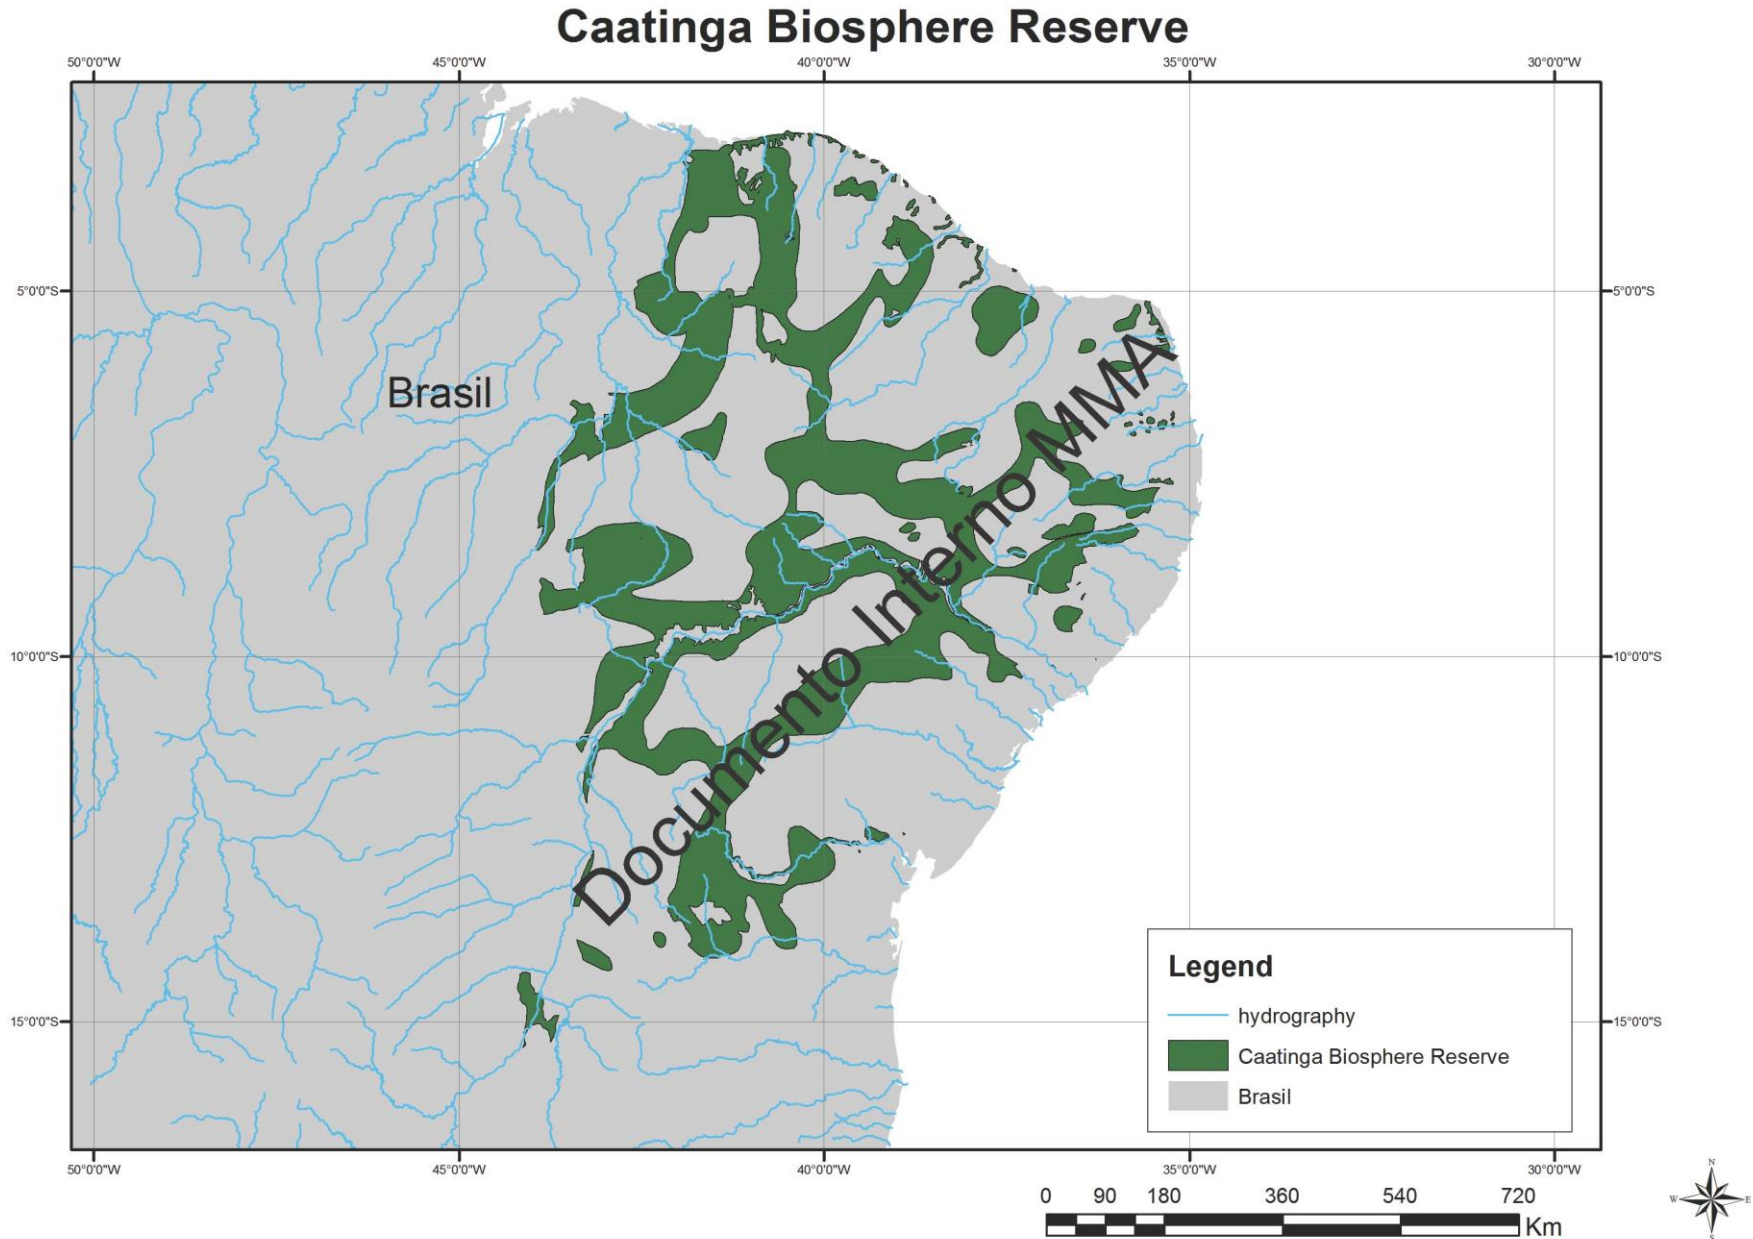 Caatinga Biosphere Reserve
50°0'0"W 45°0'0"W 40°0'0"W 35°0'0"W 30°0'0"W
5°0'0"S 5°0'0"S
Brasil
Documento Interno MMA
10°0'0"S 10°0'0"S
Legend
hydrography
Caatinga Biosphere Reserve
Brasil
15°0'0"S 15°0'0"S
50°0'0"W 45°0'0"W 40°0'0"W 35°0'0"W 30°0'0"W
0 90 180 360 540 720
Km
N
W E
S